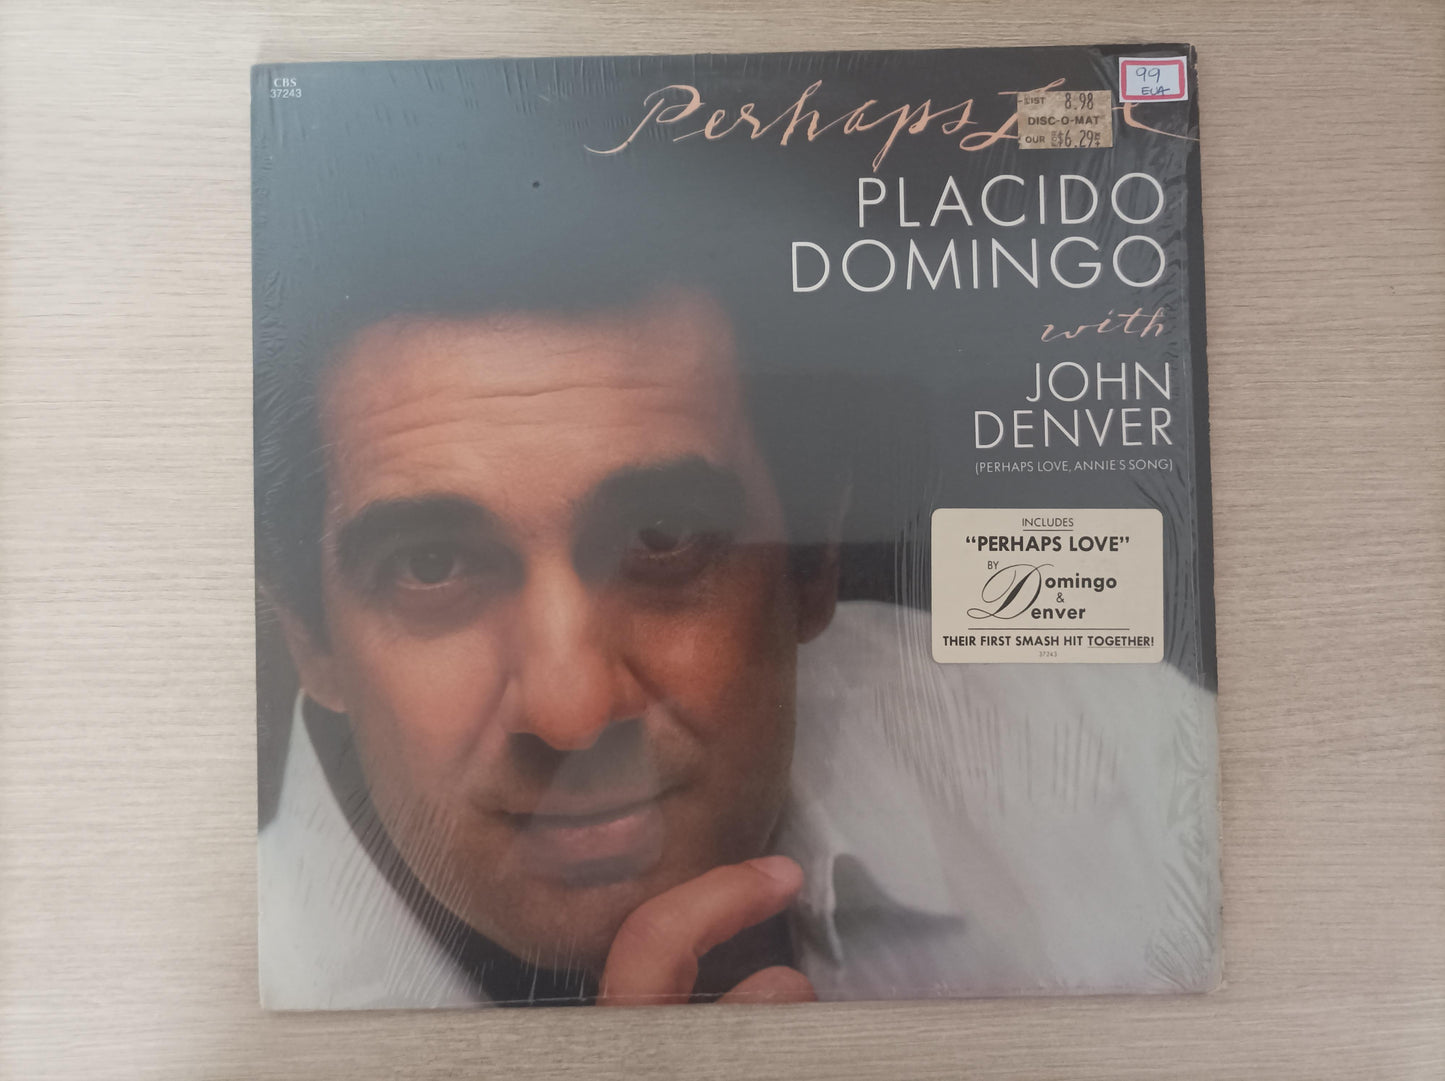 CBS
37243
Perhaps
99
EUA
LIST 8.98
DISC-O-MAT
OUR 6.29
PLACIDO
DOMINGO
with
JOHN
DENVER
(PERHAPS LOVE, ANNIE'S SONG)
INCLUDES
“PERHAPS LOVE”
BY
Domingo
&
Denver
THEIR FIRST SMASH HIT TOGETHER!
37243